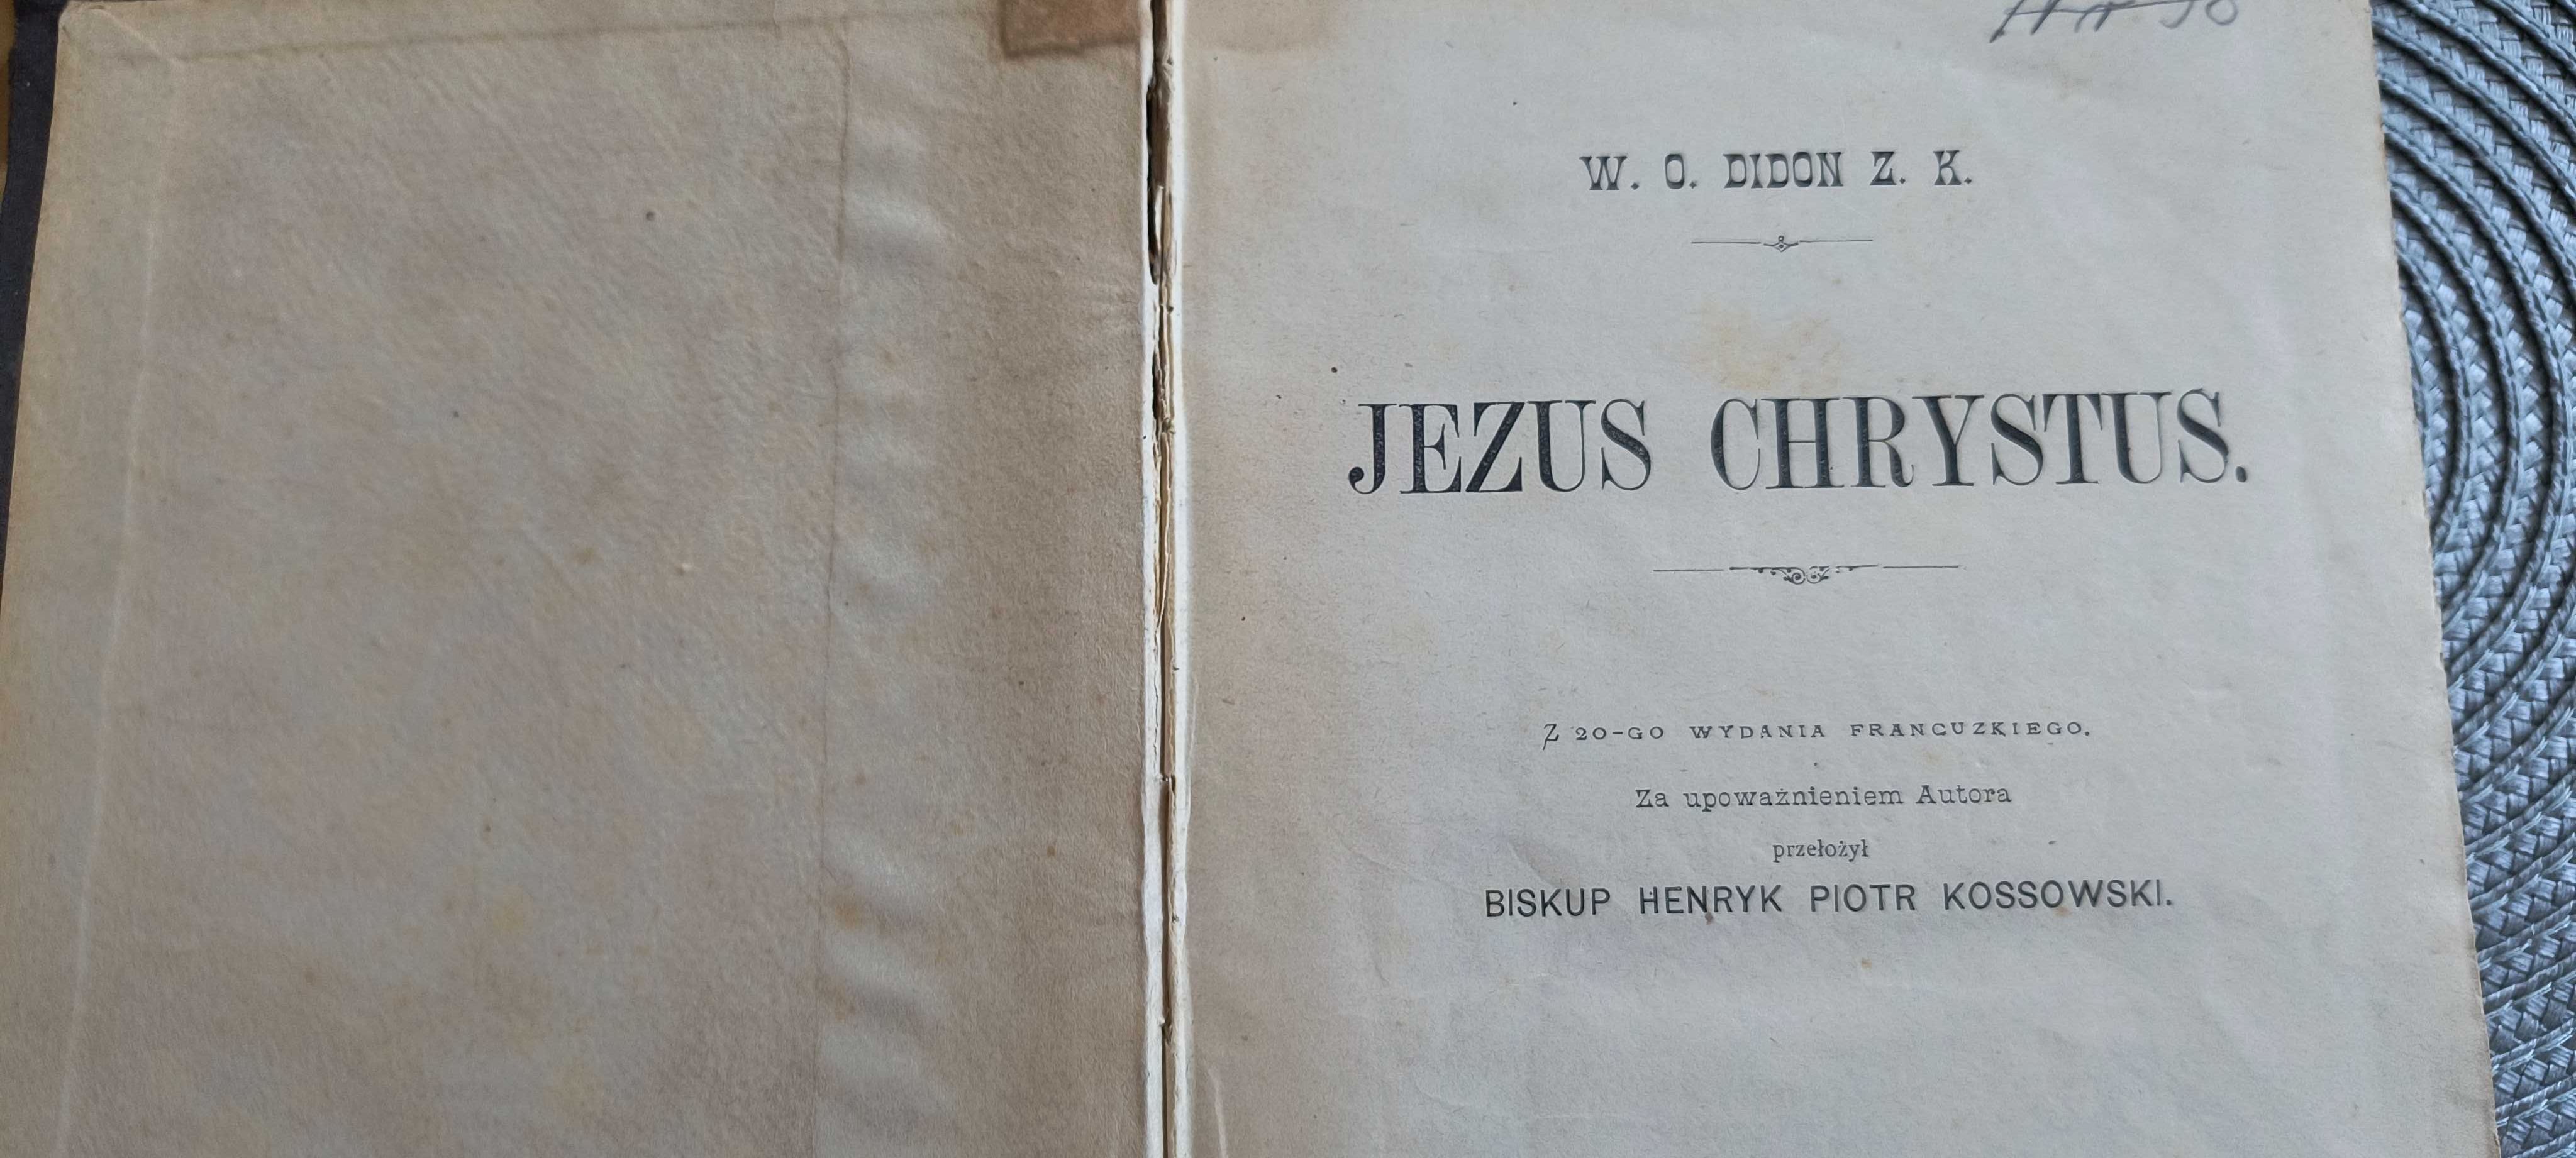 W. O. DIDON Z. K.
JEZUS CHRYSTUS.
Z 20-GO WYDANIA FRANCUZKIEGO.
Za upoważnieniem Autora
przełożył
BISKUP HENRYK PIOTR KOSSOWSKI.